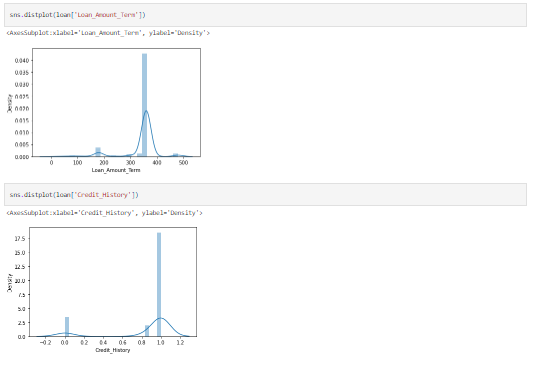 sns.distplot(loan['Loan_Amount_Term'])
<AxesSubplot:xlabel='Loan_Amount_Term', ylabel='Density'>
0.040
0.035
0.030
0.025
0.020
0.015
0.010
0.005
0.000
Density
0 100 200 300 400 500
Loan_Amount_Term
sns.distplot(loan['Credit_History'])
<AxesSubplot:xlabel='Credit_History', ylabel='Density'>
17.5
15.0
12.5
10.0
7.5
5.0
2.5
0.0
Density
−0.2 0.0 0.2 0.4 0.6 0.8 1.0 1.2
Credit_History